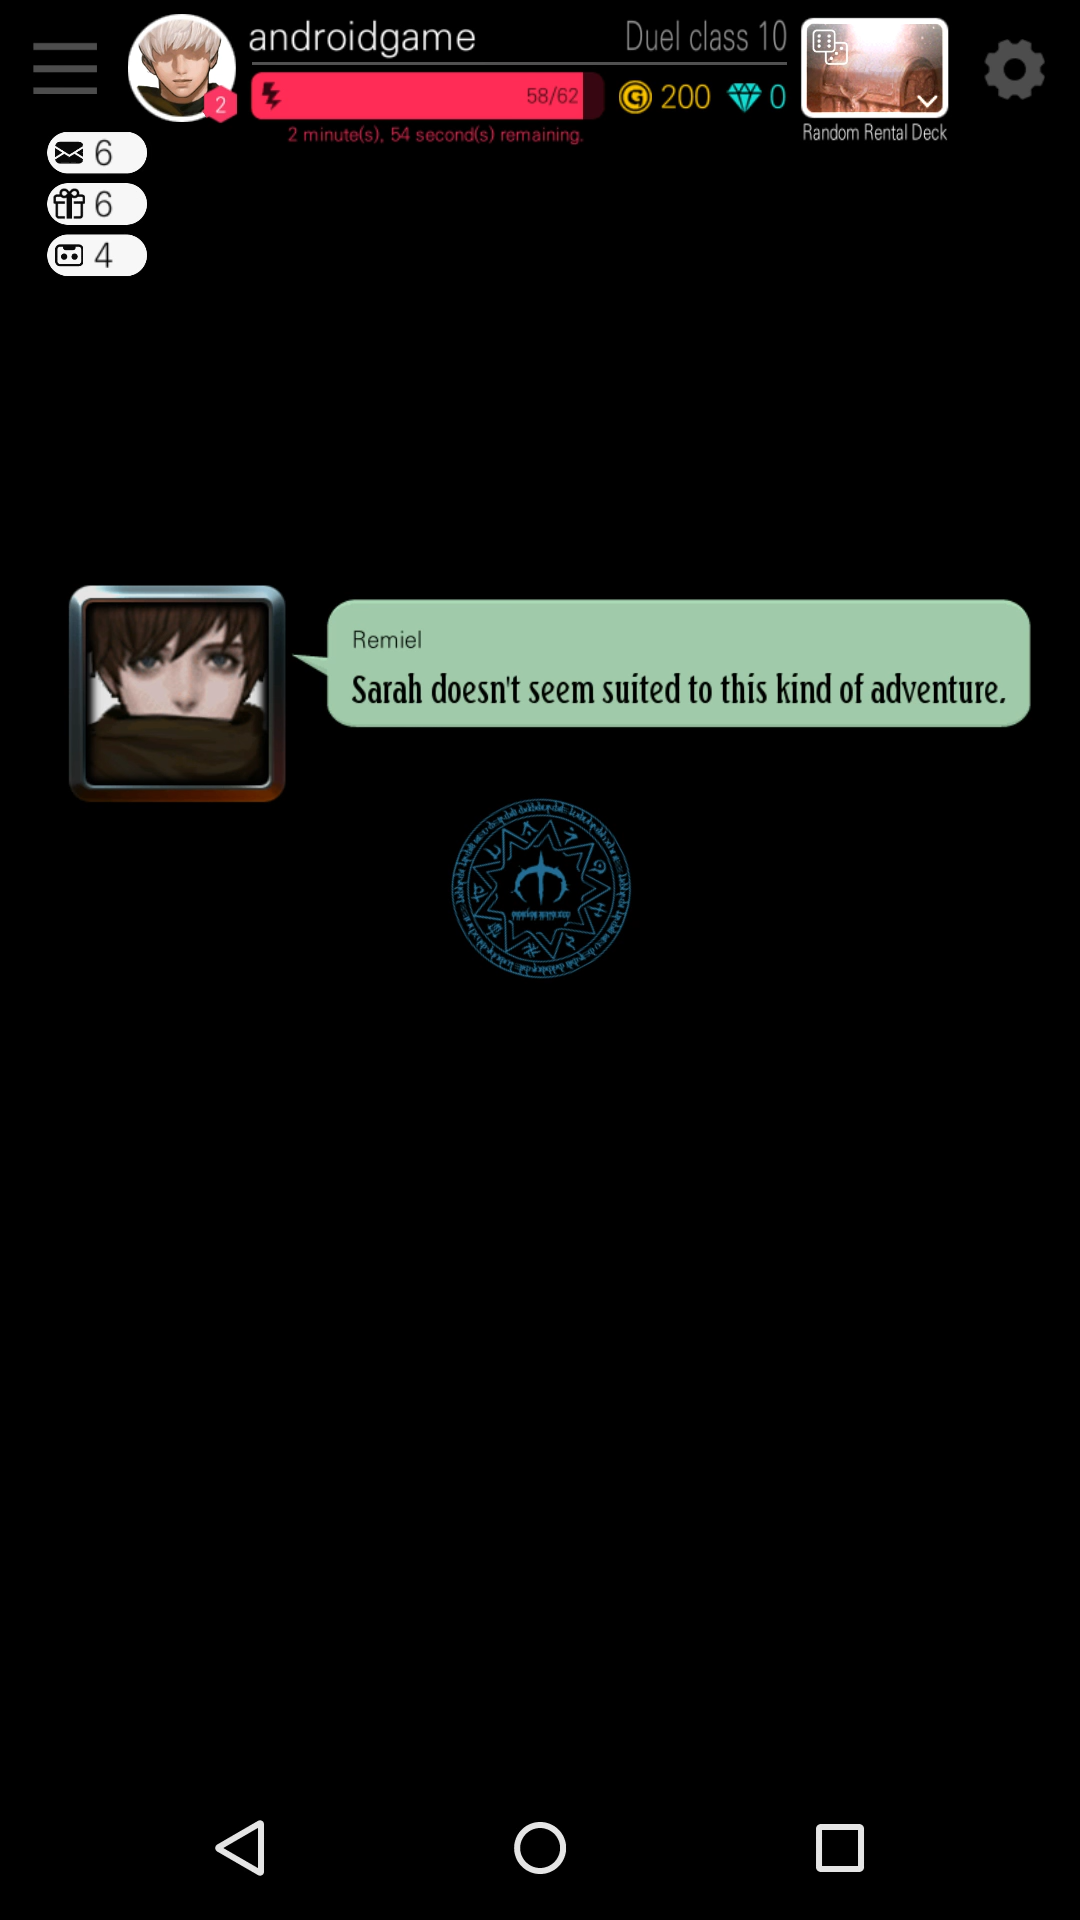 androidgame
Duel class 10
2
58/62
G 200
0
2 minute(s), 54 second(s) remaining.
Random Rental Deck
6
6
4
Remiel
Sarah doesn't seem suited to this kind of adventure.